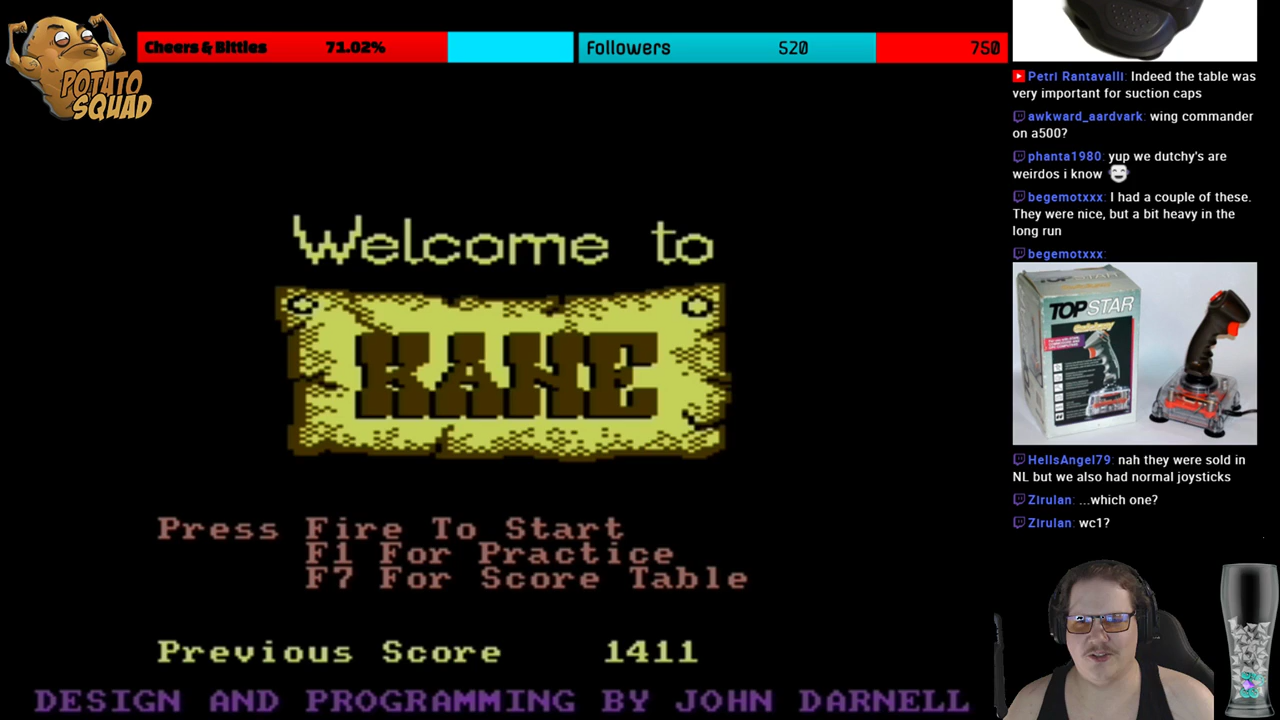 POTATO
SQUAD
Cheers & Bitties 71.02%
Followers 520 750
Welcome to
KANE
Press Fire To Start
F1 For Practice
F7 For Score Table
Previous Score 1411
DESIGN AND PROGRAMMING BY JOHN DARNELL
Petri Rantavalli: Indeed the table was
very important for suction caps
awkward_aardvark: wing commander
on a500?
phanta1980: yup we dutchy's are
weirdos i know
begemotxxx: I had a couple of these.
They were nice, but a bit heavy in the
long run
begemotxxx:
TOPSTAR
HellsAngel79: nah they were sold in
NL but we also had normal joysticks
Zirulan: ...which one?
Zirulan: wc1?